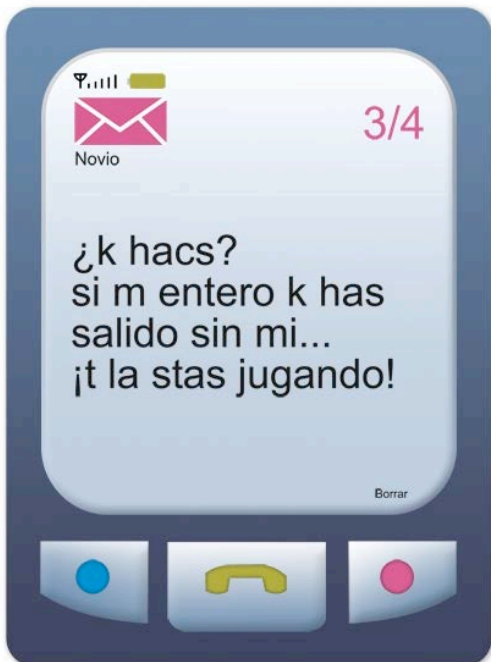 3/4
Novio
¿k hacs?
si m entero k has
salido sin mi...
¡t la stas jugando!
Borrar